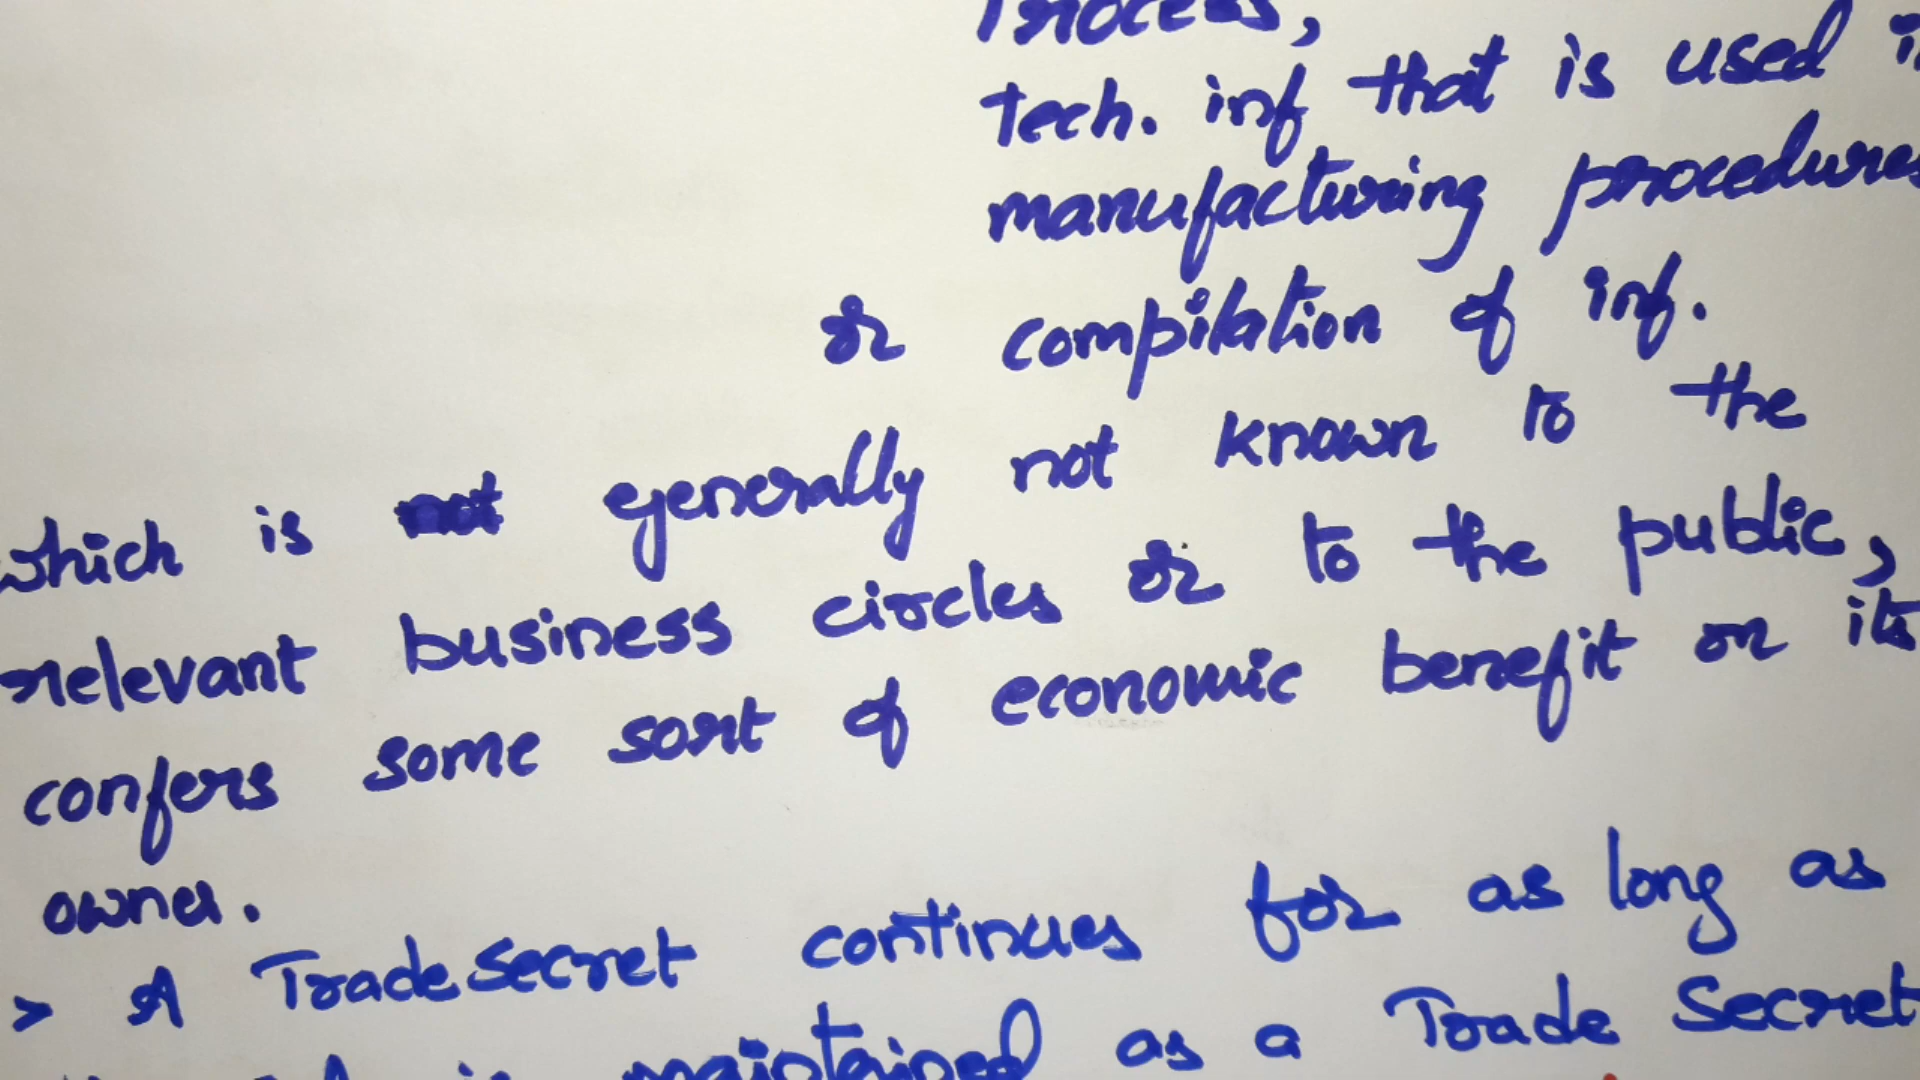 Process,
tech. inf that is used
manufacturing procedures
or compilation of inf.
which is not generally not known to the
relevant business circles or to the public,
confers some sort of economic benefit on its
owner.
> A Trade Secret continues for as long as
is maintained as a Trade Secret